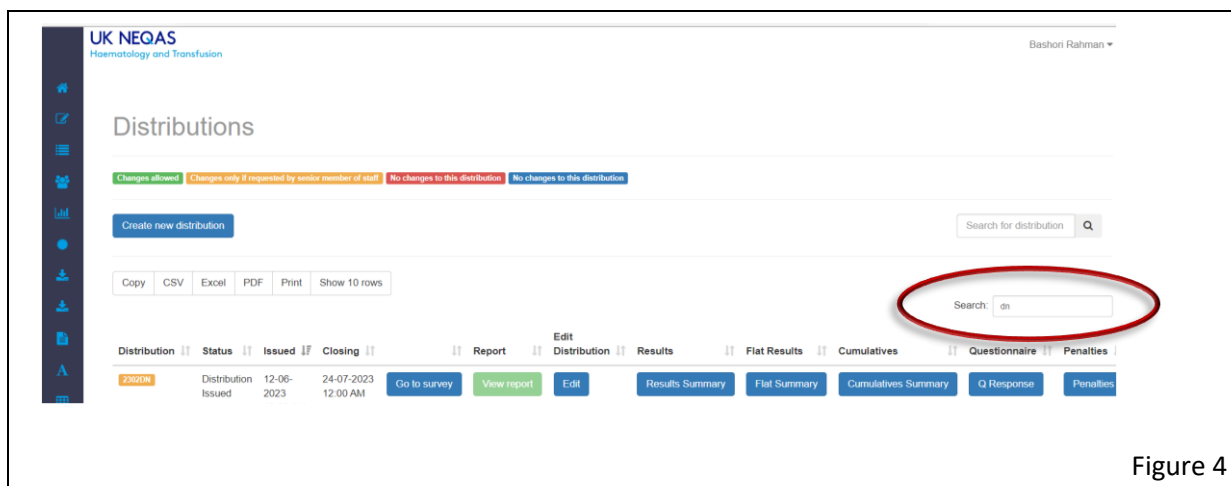 UK NEQAS
Haematology and Transfusion
Bashori Rahman
Distributions
Changes allowed Changes only if requested by senior member of staff No changes to this distribution No changes to this distribution
Create new distribution
Search for distribution
Copy CSV Excel PDF Print Show 10 rows
Search: dn
Distribution Status Issued Closing Report Edit Distribution Results Flat Results Cumulatives Questionnaire Penalties
2302DN Distribution Issued 12-06-2023 24-07-2023 12:00 AM Go to survey View report Edit Results Summary Flat Summary Cumulatives Summary Q Response Penalties
Figure 4